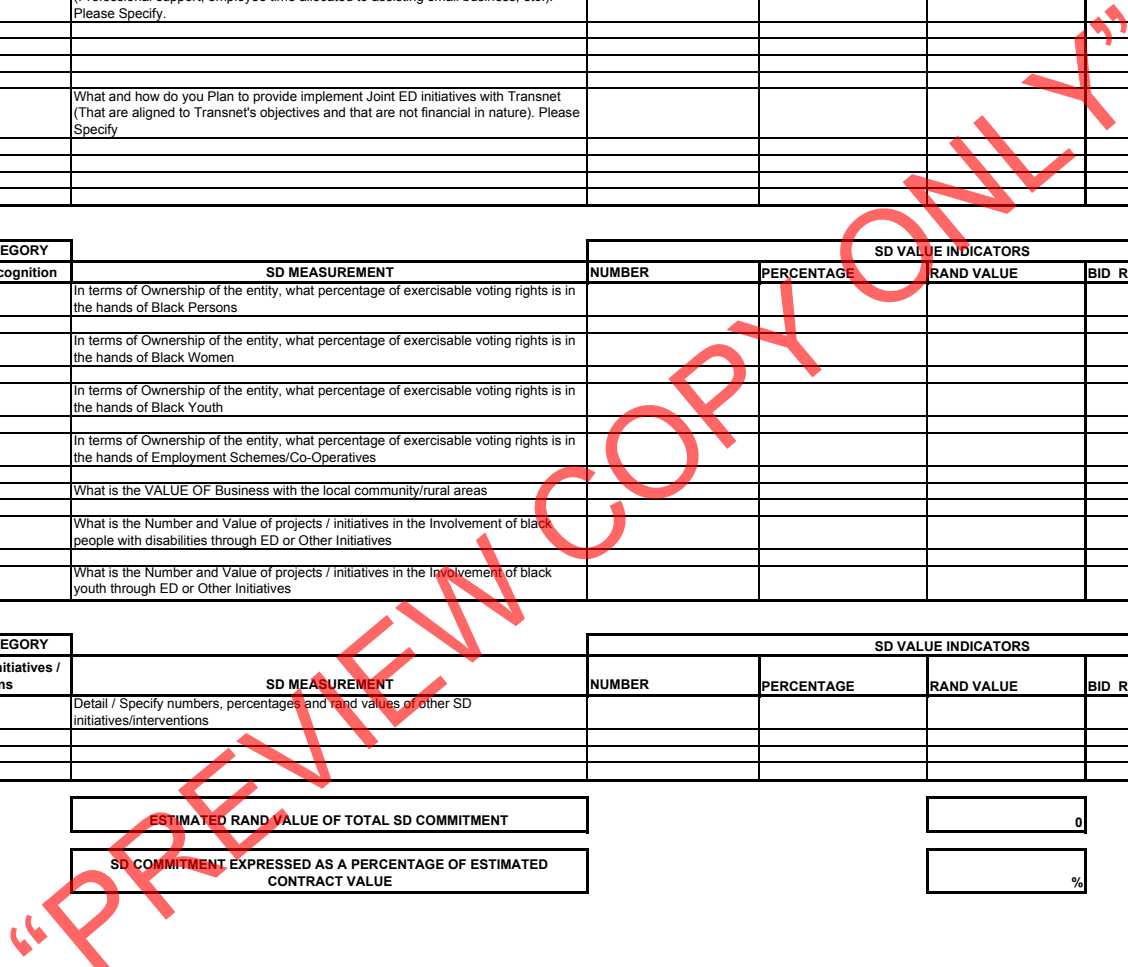 (Professional support, employee time allocated to assisting small business, etc.).
Please Specify.
What and how do you Plan to provide implement Joint ED initiatives with Transnet
(That are aligned to Transnet's objectives and that are not financial in nature). Please
Specify
EGORY
SD VALUE INDICATORS
cognition
SD MEASUREMENT
NUMBER
PERCENTAGE
RAND VALUE
BID R
In terms of Ownership of the entity, what percentage of exercisable voting rights is in
the hands of Black Persons
In terms of Ownership of the entity, what percentage of exercisable voting rights is in
the hands of Black Women
In terms of Ownership of the entity, what percentage of exercisable voting rights is in
the hands of Black Youth
In terms of Ownership of the entity, what percentage of exercisable voting rights is in
the hands of Employment Schemes/Co-Operatives
What is the VALUE OF Business with the local community/rural areas
What is the Number and Value of projects / initiatives in the Involvement of black
people with disabilities through ED or Other Initiatives
What is the Number and Value of projects / initiatives in the Involvement of black
youth through ED or Other Initiatives
EGORY
SD VALUE INDICATORS
nitiatives /
ns
SD MEASUREMENT
NUMBER
PERCENTAGE
RAND VALUE
BID R
Detail / Specify numbers, percentages and rand values of other SD
initiatives/interventions
ESTIMATED RAND VALUE OF TOTAL SD COMMITMENT
0
SD COMMITMENT EXPRESSED AS A PERCENTAGE OF ESTIMATED
CONTRACT VALUE
%
“PREVIEW COPY ONLY”